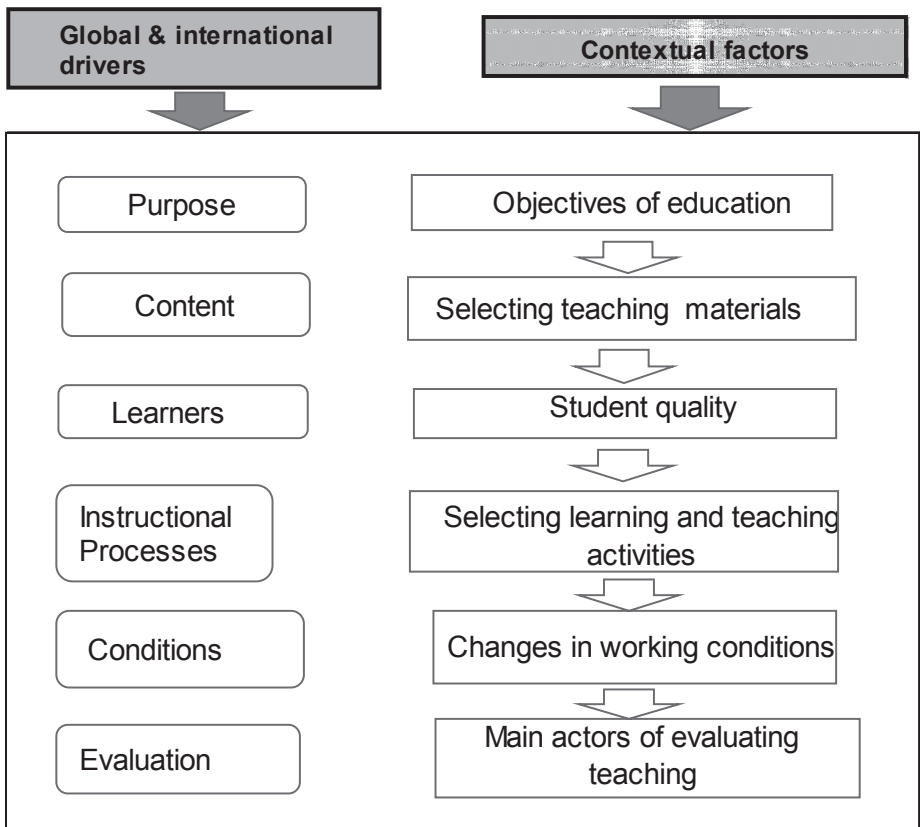 Global & international
drivers
Contextual factors
Purpose
Objectives of education
Content
Selecting teaching materials
Learners
Student quality
Instructional
Processes
Selecting learning and teaching
activities
Conditions
Changes in working conditions
Evaluation
Main actors of evaluating
teaching